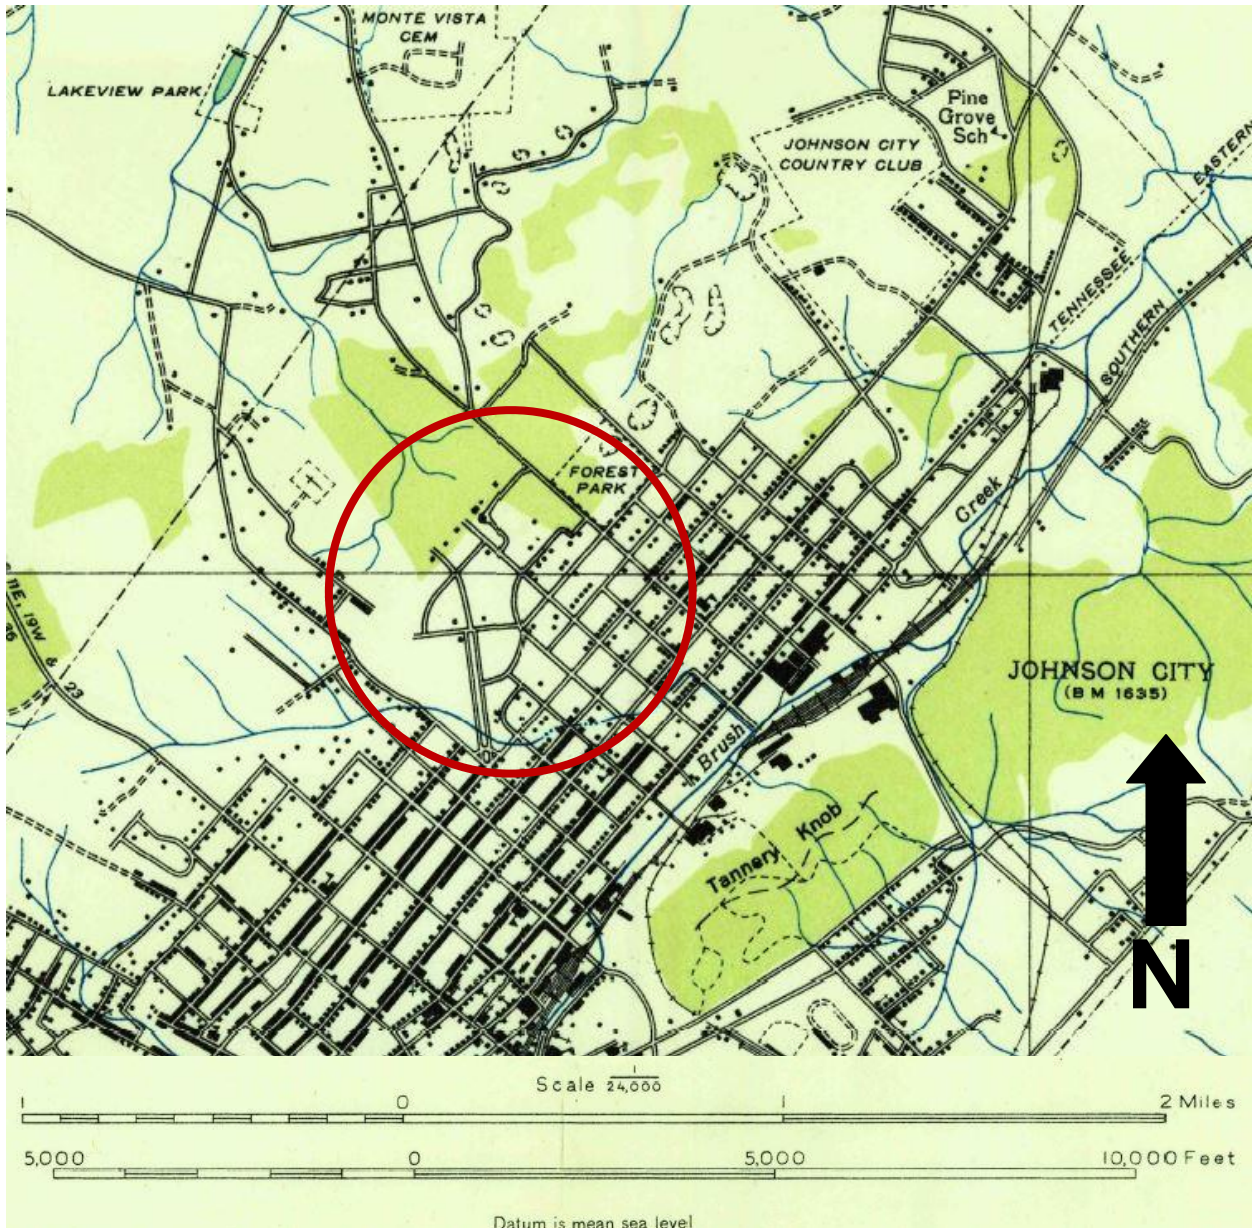 MONTE VISTA
CEM
LAKEVIEW PARK
Pine
Grove
Sch
JOHNSON CITY
COUNTRY CLUB
EASTERN
TENNESSEE
SOUTHERN
FOREST
PARK
Creek
23
JOHNSON CITY
(B M 1635)
Brush
Tannery Knob
N
Scale 1/24,000
1 0 1 2 Miles
5,000 0 5,000 10,000 Feet
Datum is mean sea level